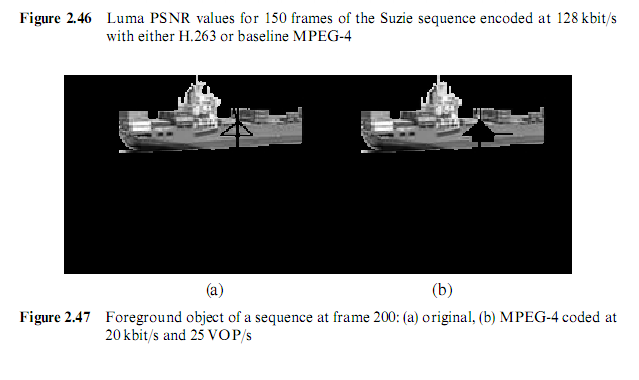 Figure 2.46 Luma PSNR values for 150 frames of the Suzie sequence encoded at 128 kbit/s
with either H.263 or baseline MPEG-4
(a) (b)
Figure 2.47 Foreground object of a sequence at frame 200: (a) original, (b) MPEG-4 coded at
20 kbit/s and 25 VOP/s